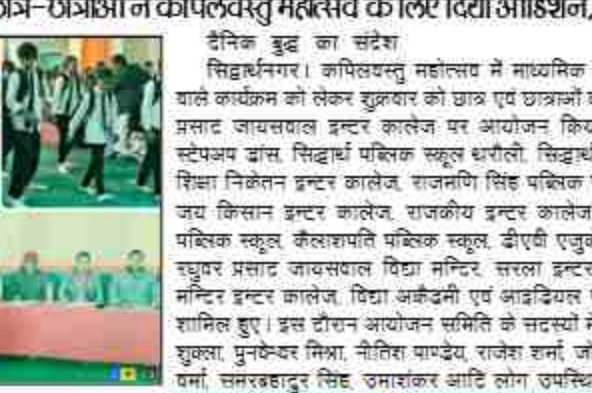 छात्र-छात्राओं ने कपिलवस्तु महोत्सव के लिए दिया ऑडिशन,
दैनिक बुद्ध का संदेश
सिद्धार्थनगर। कपिलवस्तु महोत्सव में माध्यमिक
वाले कार्यक्रम को लेकर शुक्रवार को छात्र एवं छात्राओं
प्रसाद जायसवाल इन्टर कालेज पर आयोजन किय
स्टेपअप डांस, सिद्धार्थ पब्लिक स्कूल थरौली, सिद्धार्थ
शिक्षा निकेतन इन्टर कालेज, राजमणि सिंह पब्लिक
जय किसान इन्टर कालेज, राजकीय इन्टर कालेज
पब्लिक स्कूल, कैलाशपति पब्लिक स्कूल, डीएवी एजुक
रघुवर प्रसाद जायसवाल विद्या मन्दिर, सरला इन्टर
मन्दिर इन्टर कालेज, विद्या अकैडमी एवं आइडियल
शामिल हुए। इस दौरान आयोजन समिति के सदस्यों में
शुक्ला, मिश्रा, नीतिश पाण्डेय, राजेश शर्मा,
वर्मा, समरबहादुर सिंह, उमाशंकर आदि लोग उपस्थि